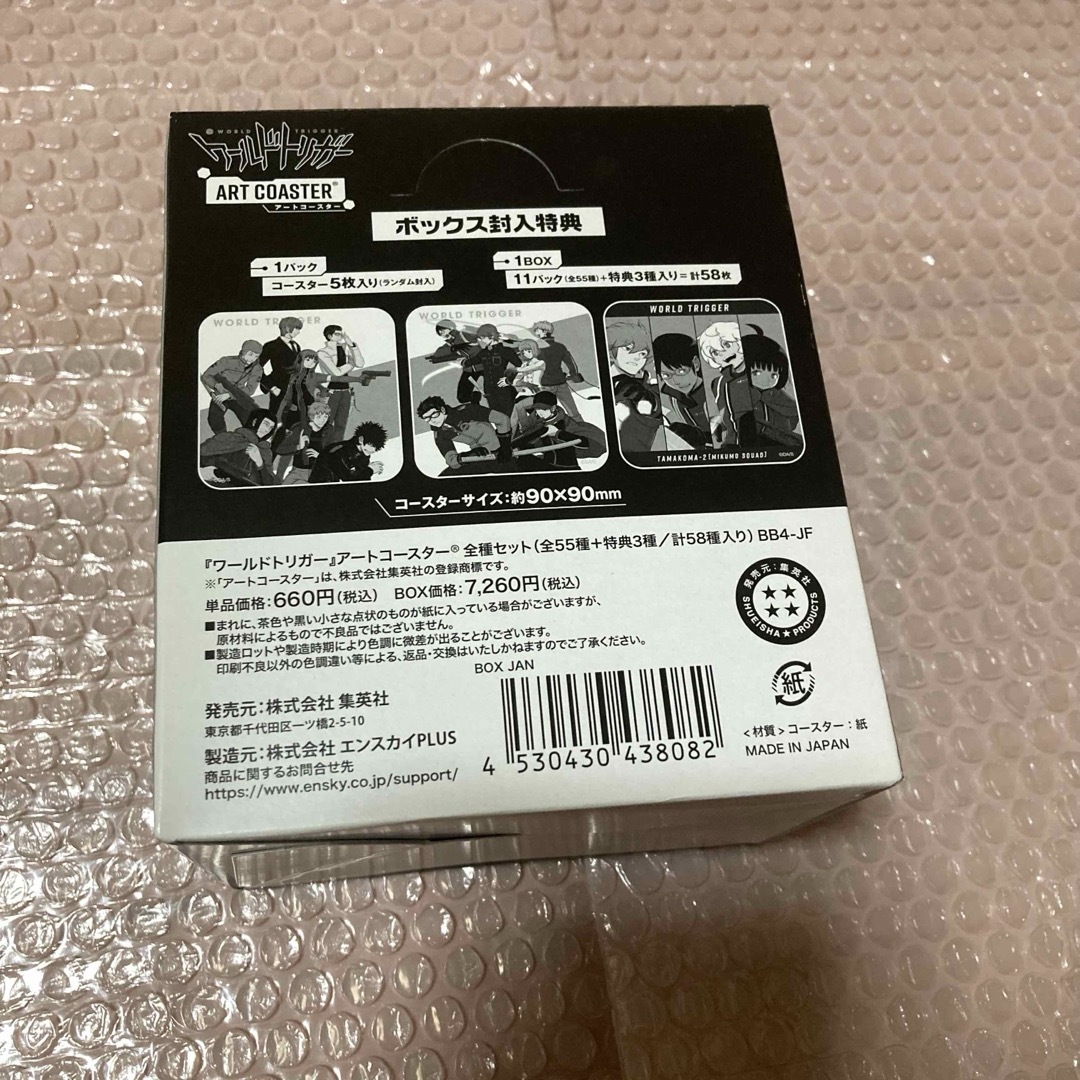 WORLD TRIGGER
ワールドトリガー
ART COASTER®
アートコースター
ボックス封入特典
1パック
コースター5枚入り(ランダム封入)
1BOX
11パック(全55種)+特典3種入り=計58枚
WORLD TRIGGER
WORLD TRIGGER
WORLD TRIGGER
TAMAKOMA-2 [MIKUMO SQUAD]
コースターサイズ:約90×90mm
『ワールドトリガー』アートコースター® 全種セット(全55種+特典3種/計58種入り) BB4-JF
※「アートコースター」は、株式会社集英社の登録商標です。
単品価格:660円(税込) BOX価格:7,260円(税込)
■まれに、茶色や黒い小さな点状のものが紙に入っている場合がございますが、
原材料によるもので不良品ではございません。
■製造ロットや製造時期により色調に微差が出ることがございます。
印刷不良以外の色調違い等による、返品・交換はいたしかねますのでご了承ください。
発売元:株式会社 集英社
東京都千代田区一ツ橋2-5-10
製造元:株式会社 エンスカイPLUS
商品に関するお問合せ先
https://www.ensky.co.jp/support/
BOX JAN
4 530430 438082
発売元:集英社
SHUEISHA★PRODUCTS
紙
<材質>コースター:紙
MADE IN JAPAN